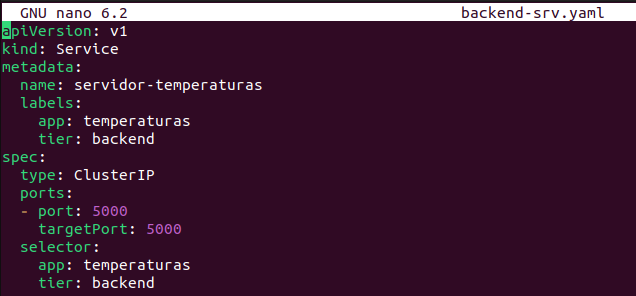 GNU nano 6.2 backend-srv.yaml
apiVersion: v1
kind: Service
metadata:
  name: servidor-temperaturas
  labels:
    app: temperaturas
    tier: backend
spec:
  type: ClusterIP
  ports:
  - port: 5000
    targetPort: 5000
  selector:
    app: temperaturas
    tier: backend